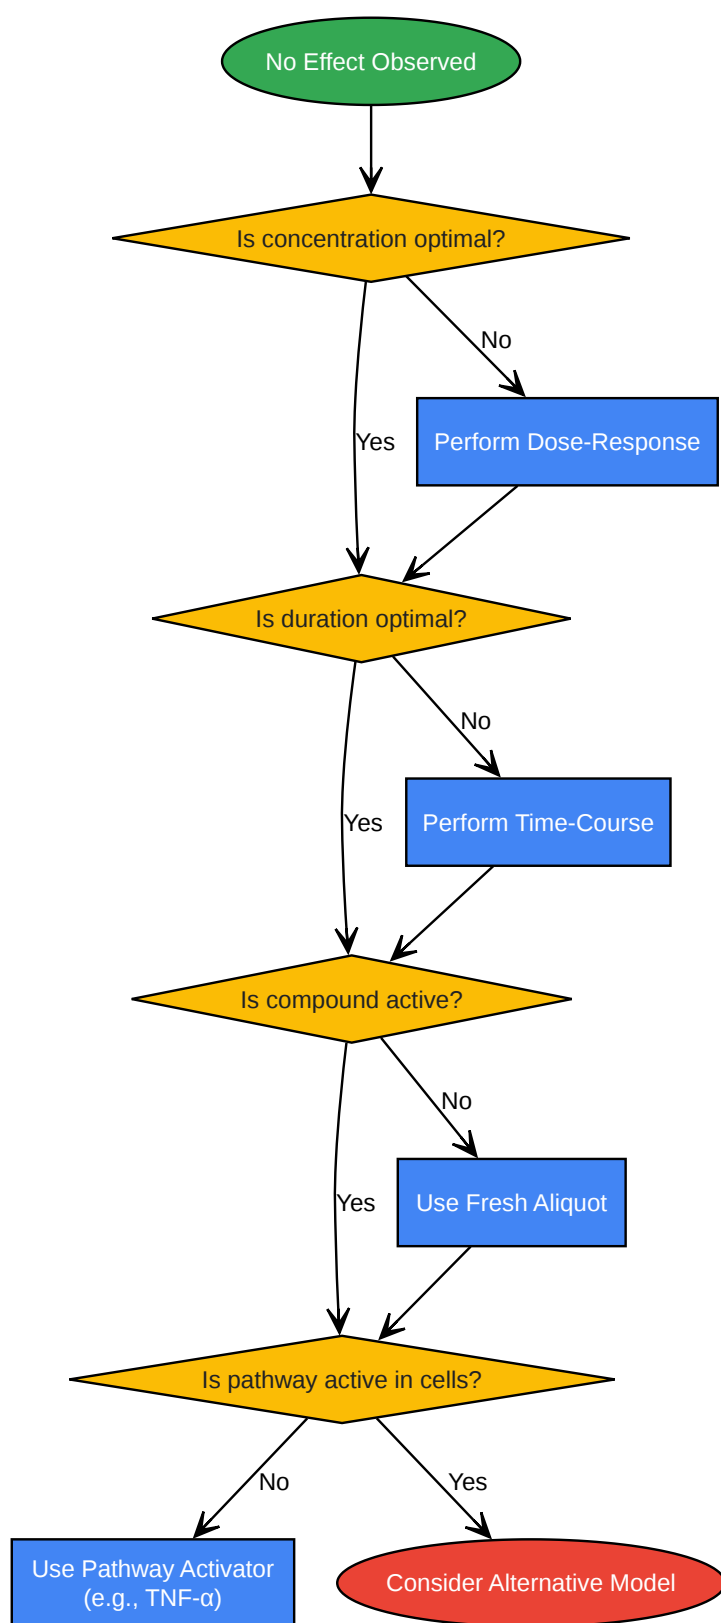 No Effect Observed
Is concentration optimal?
No
Perform Dose-Response
Yes
Is duration optimal?
No
Perform Time-Course
Yes
Is compound active?
No
Use Fresh Aliquot
Yes
Is pathway active in cells?
No
Yes
Use Pathway Activator
(e.g., TNF-α)
Consider Alternative Model